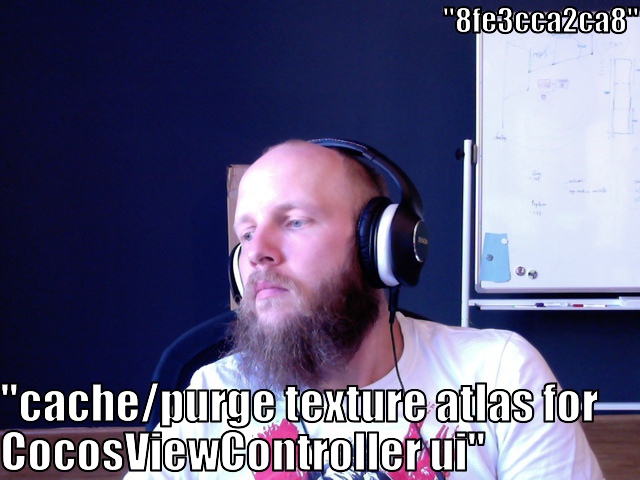 "8fe3cca2ca8"
"cache/purge texture atlas for
CocosViewController ui"